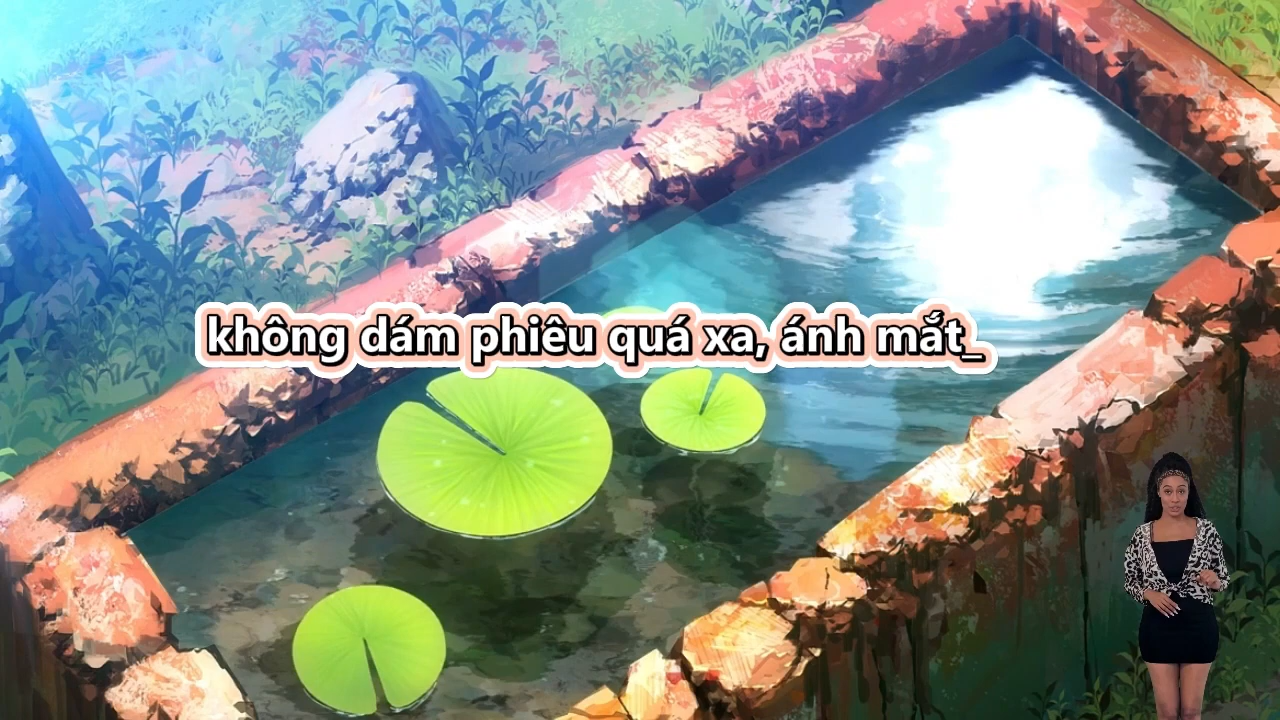 không dám phiêu quá xa, ánh mắt_